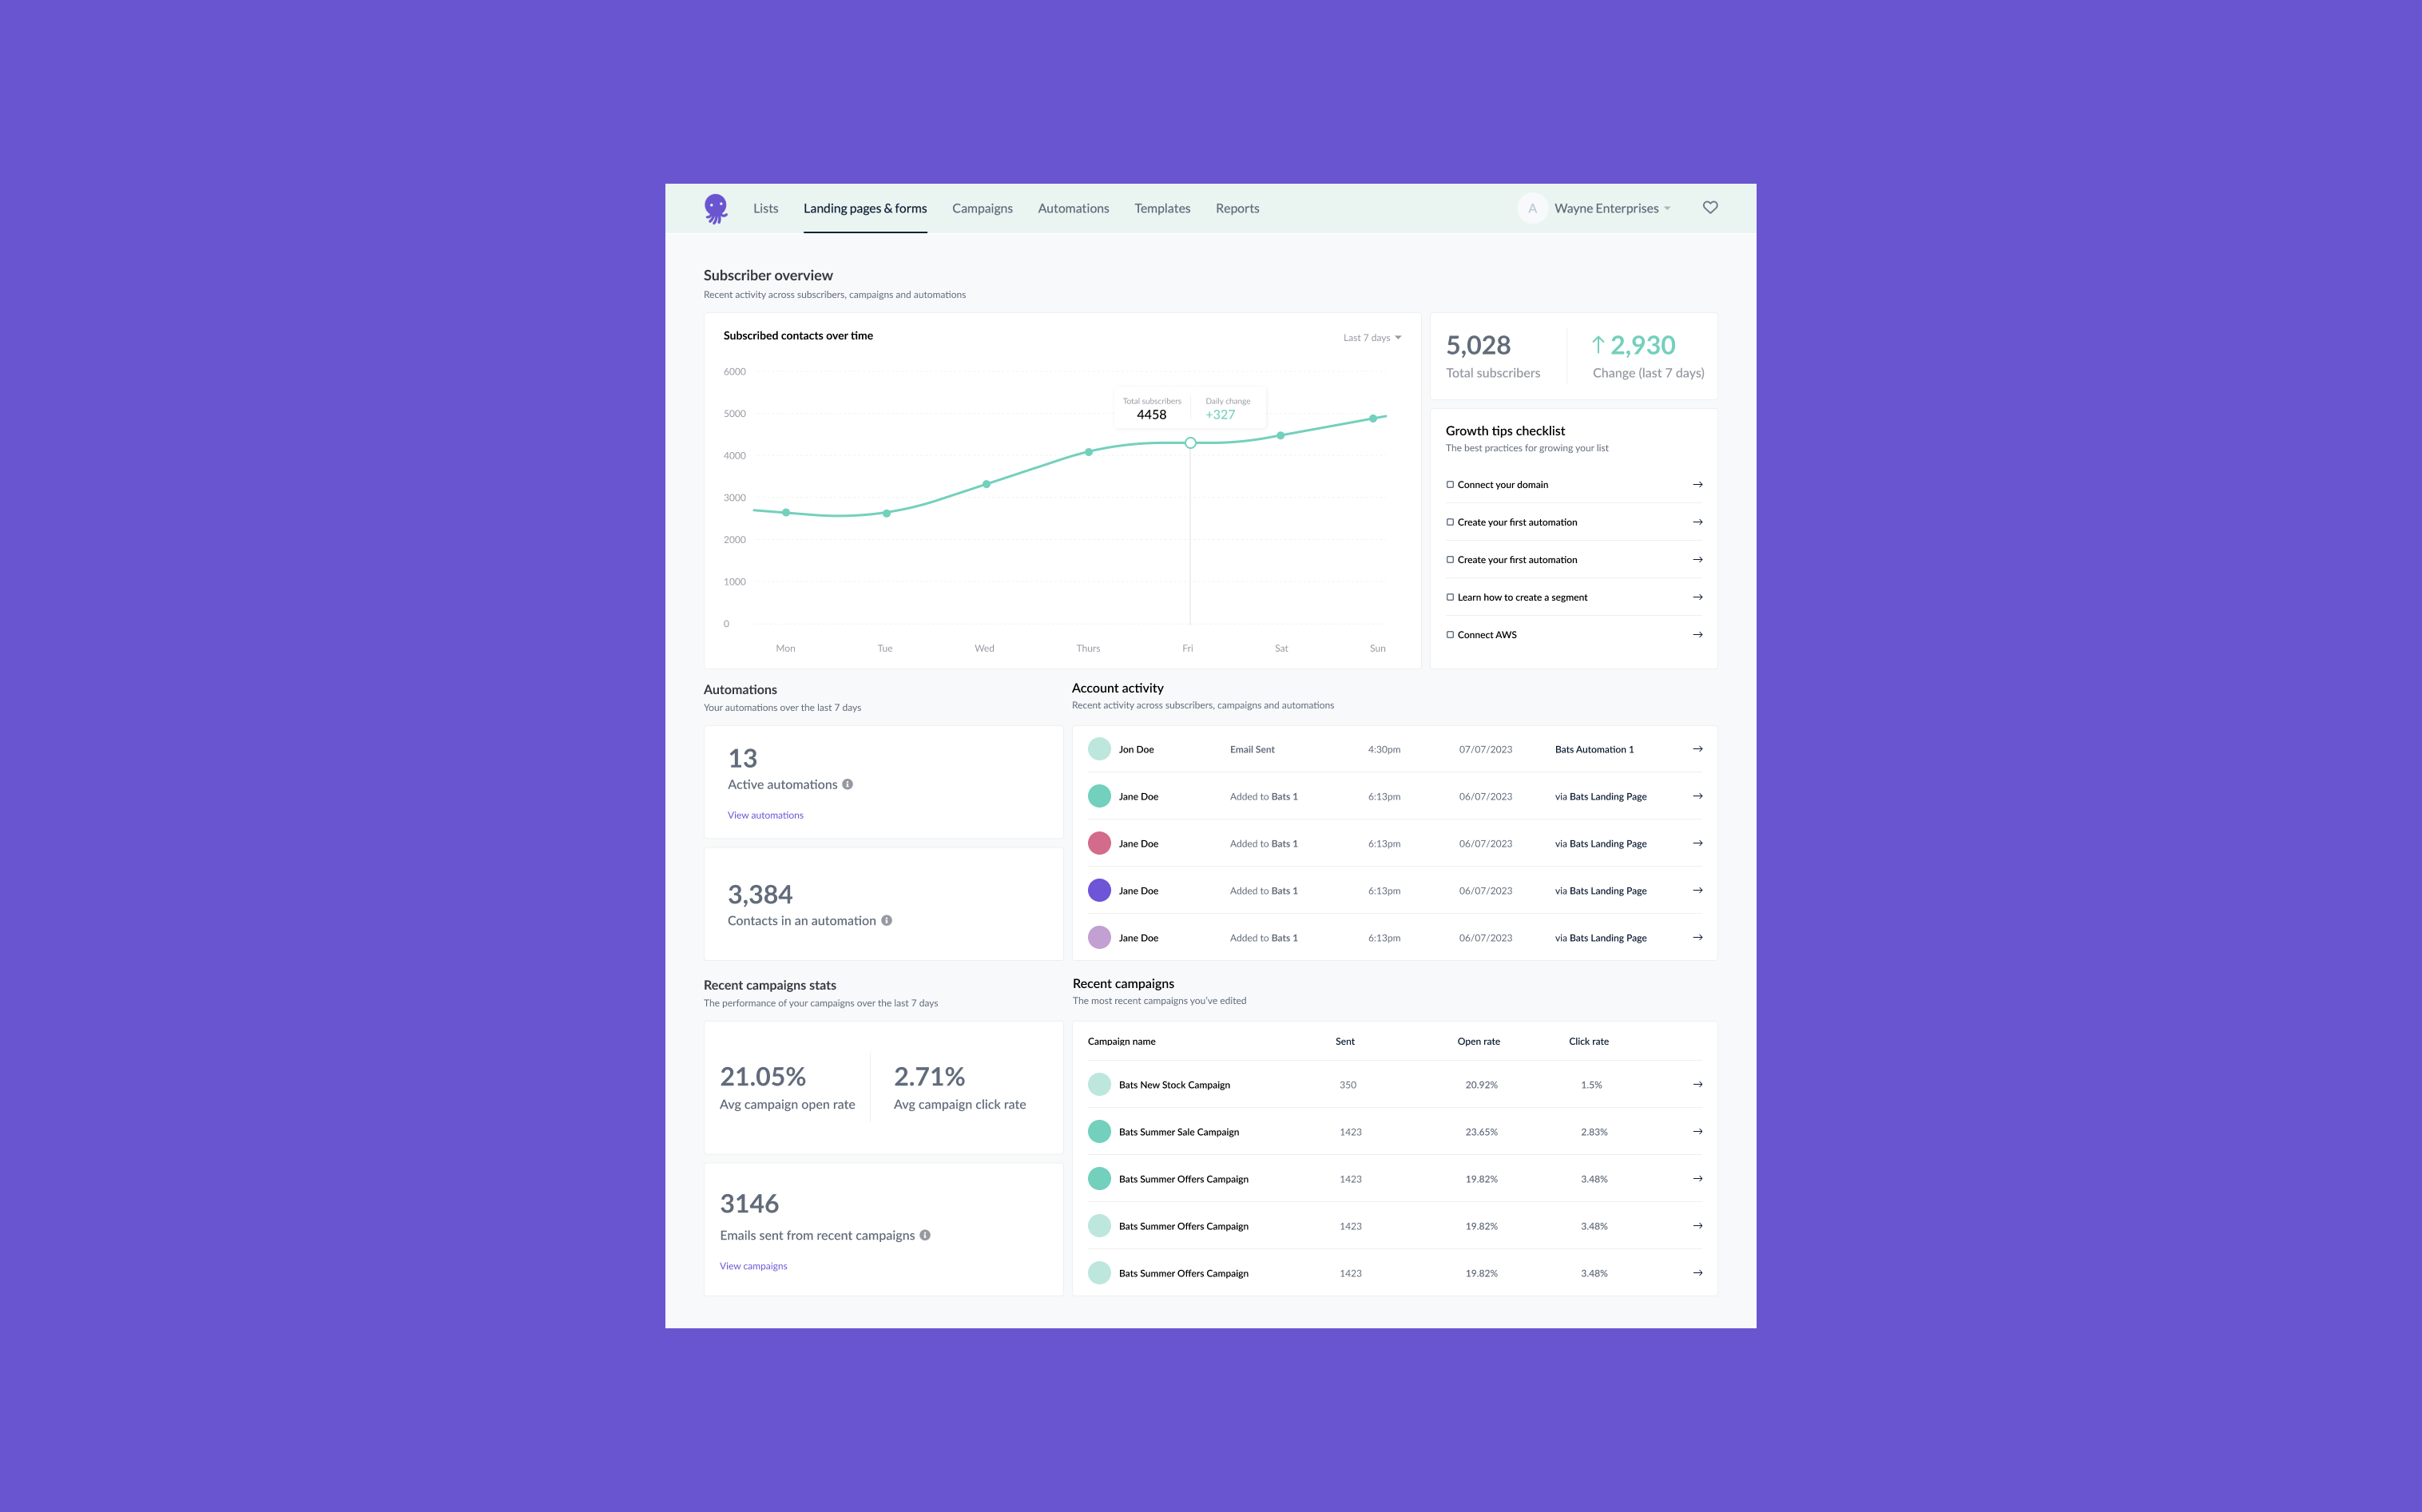 Lists Landing pages & forms Campaigns Automations Templates Reports A Wayne Enterprises
Subscriber overview
Recent activity across subscribers, campaigns and automations
Subscribed contacts over time
Last 7 days
6000
5000
4000
3000
2000
1000
0
Total subscribers Daily change
4458 +327
Mon Tue Wed Thurs Fri Sat Sun
5,028 2,930
Total subscribers Change (last 7 days)
Growth tips checklist
The best practices for growing your list
Connect your domain
Create your first automation
Create your first automation
Learn how to create a segment
Connect AWS
Automations
Your automations over the last 7 days
13
Active automations
View automations
3,384
Contacts in an automation
Account activity
Recent activity across subscribers, campaigns and automations
Jon Doe Email Sent 4:30pm 07/07/2023 Bats Automation 1
Jane Doe Added to Bats 1 6:13pm 06/07/2023 via Bats Landing Page
Jane Doe Added to Bats 1 6:13pm 06/07/2023 via Bats Landing Page
Jane Doe Added to Bats 1 6:13pm 06/07/2023 via Bats Landing Page
Jane Doe Added to Bats 1 6:13pm 06/07/2023 via Bats Landing Page
Recent campaigns stats
The performance of your campaigns over the last 7 days
21.05% 2.71%
Avg campaign open rate Avg campaign click rate
3146
Emails sent from recent campaigns
View campaigns
Recent campaigns
The most recent campaigns you've edited
Campaign name Sent Open rate Click rate
Bats New Stock Campaign 350 20.92% 1.5%
Bats Summer Sale Campaign 1423 23.65% 2.83%
Bats Summer Offers Campaign 1423 19.82% 3.48%
Bats Summer Offers Campaign 1423 19.82% 3.48%
Bats Summer Offers Campaign 1423 19.82% 3.48%